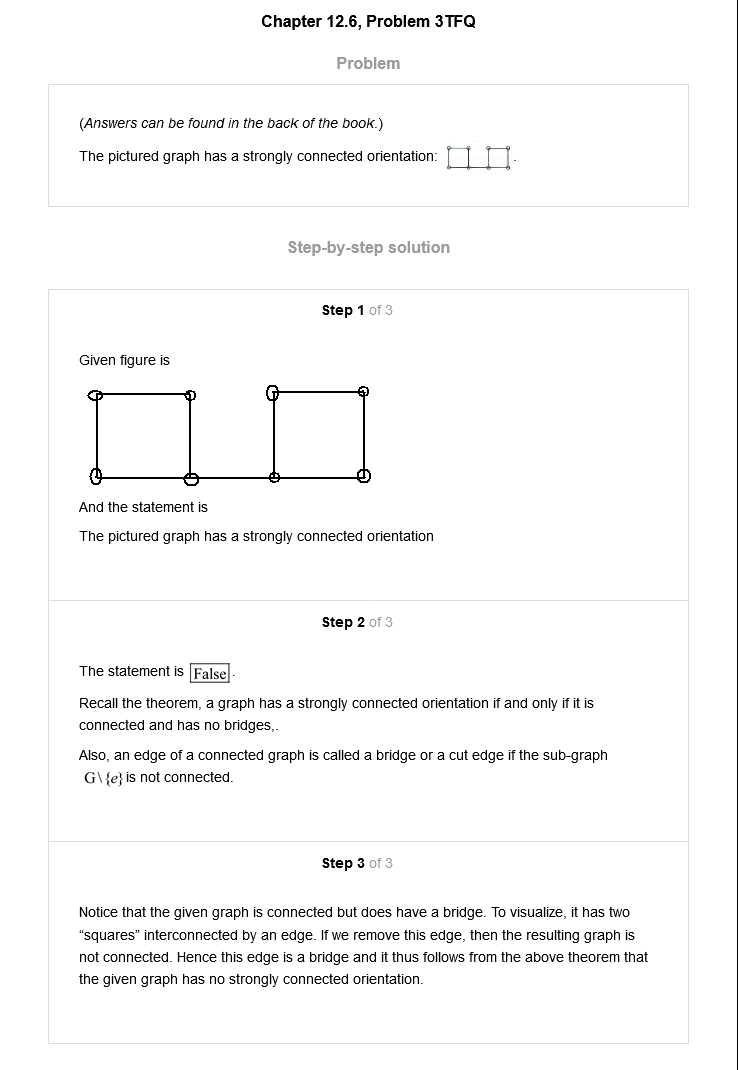 Chapter 12.6, Problem 3TFQ
Problem
(Answers can be found in the back of the book.)
The pictured graph has a strongly connected orientation: .
Step-by-step solution
Step 1 of 3
Given figure is
And the statement is
The pictured graph has a strongly connected orientation
Step 2 of 3
The statement is False .
Recall the theorem, a graph has a strongly connected orientation if and only if it is
connected and has no bridges,.
Also, an edge of a connected graph is called a bridge or a cut edge if the sub-graph
G\{e} is not connected.
Step 3 of 3
Notice that the given graph is connected but does have a bridge. To visualize, it has two
“squares” interconnected by an edge. If we remove this edge, then the resulting graph is
not connected. Hence this edge is a bridge and it thus follows from the above theorem that
the given graph has no strongly connected orientation.